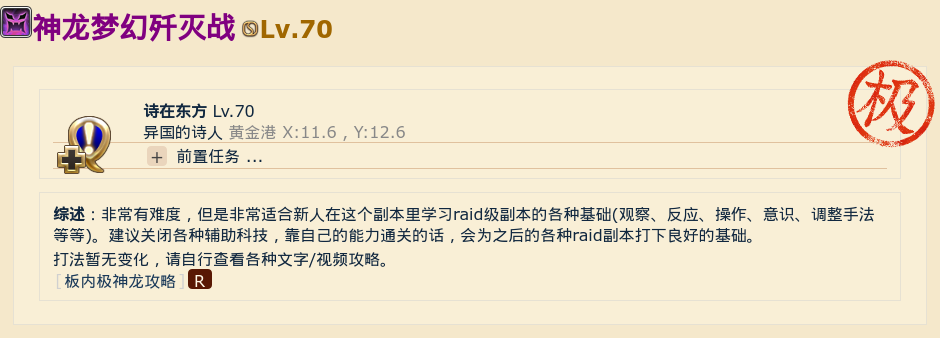 神龙梦幻歼灭战 Lv.70
极
诗在东方 Lv.70
异国的诗人 黄金港 X:11.6 , Y:12.6
+ 前置任务 ...
综述：非常有难度，但是非常适合新人在这个副本里学习raid级副本的各种基础(观察、反应、操作、意识、调整手法
等等)。建议关闭各种辅助科技，靠自己的能力通关的话，会为之后的各种raid副本打下良好的基础。
打法暂无变化，请自行查看各种文字/视频攻略。
[板内极神龙攻略] R